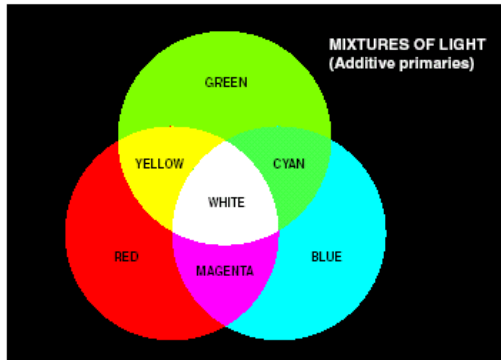 MIXTURES OF LIGHT
(Additive primaries)
GREEN
YELLOW
CYAN
WHITE
RED
MAGENTA
BLUE